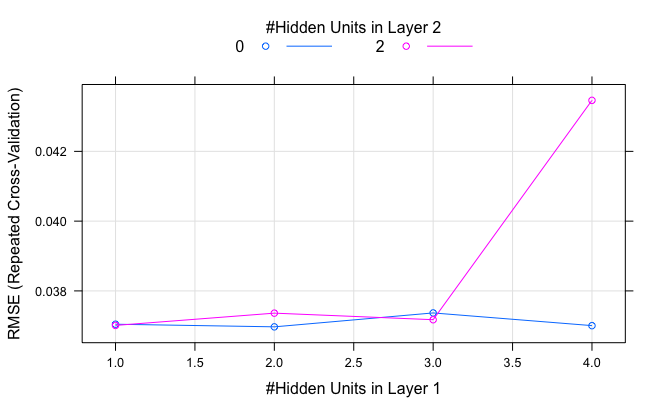 #Hidden Units in Layer 2
0 2
RMSE (Repeated Cross-Validation)
0.042
0.040
0.038
1.0 1.5 2.0 2.5 3.0 3.5 4.0
#Hidden Units in Layer 1